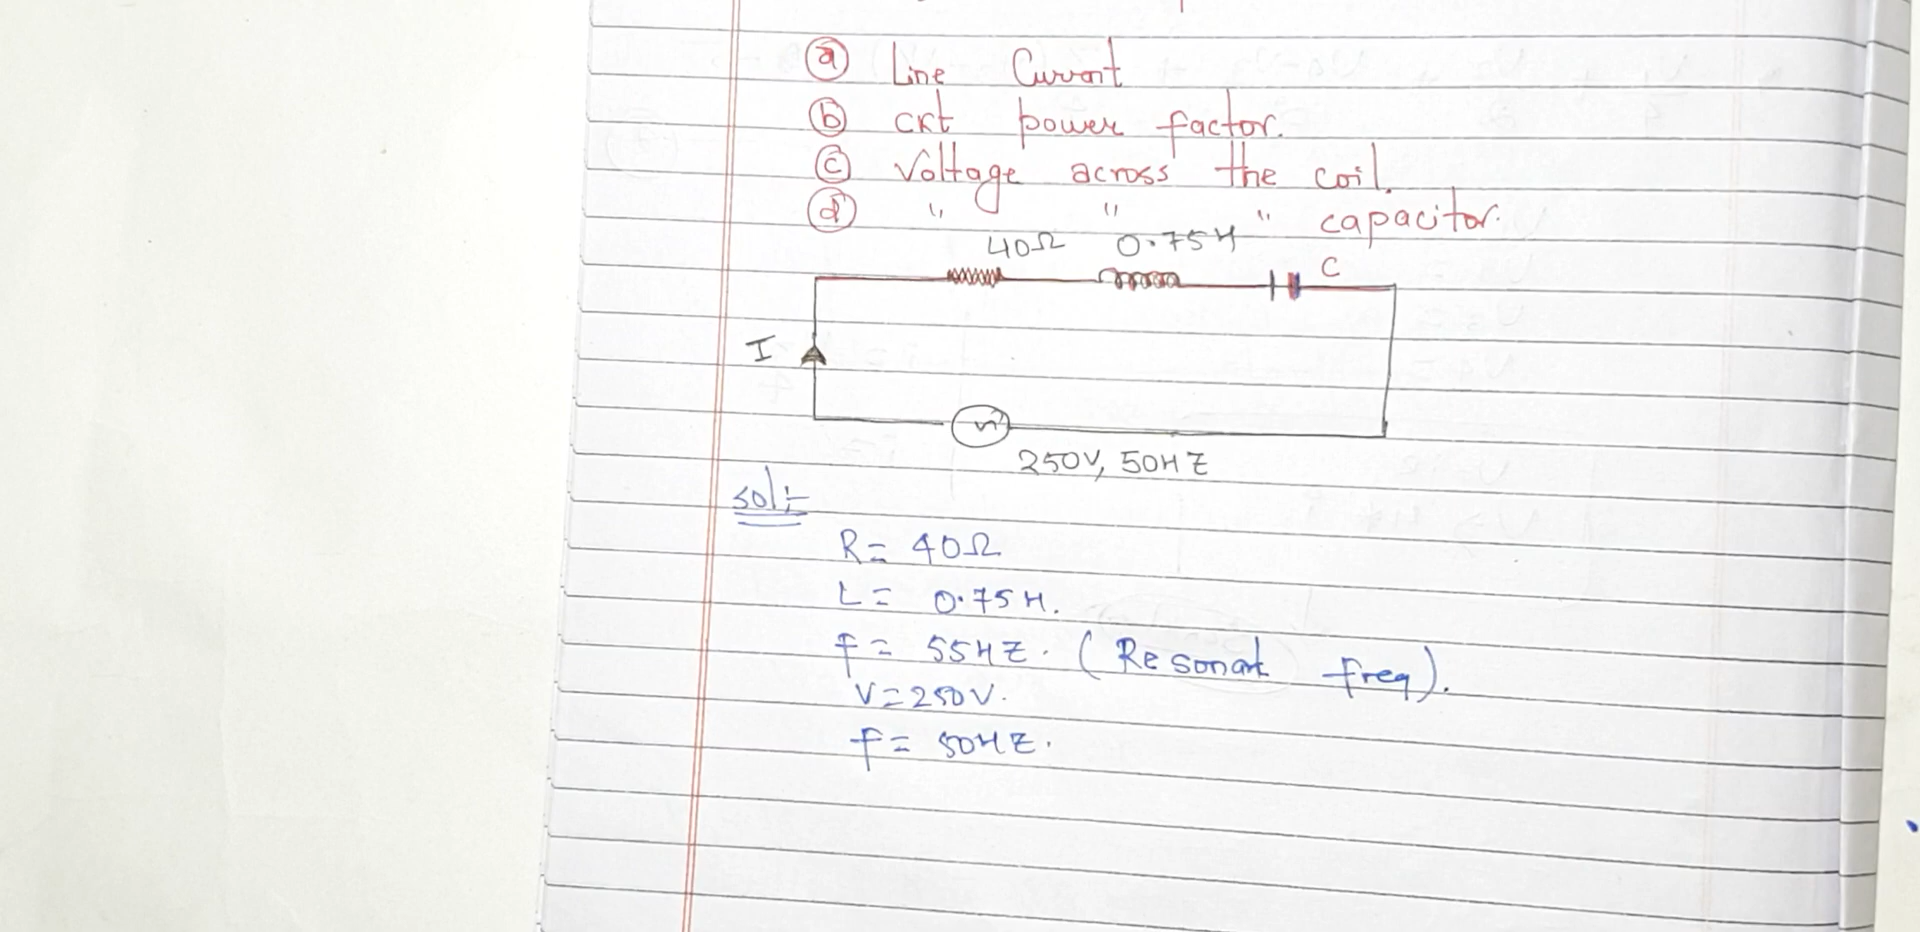 ⓐ Line Current
ⓑ ckt power factor.
ⓒ Voltage across the coil.
ⓓ " " " capacitor.
40Ω 0.75H
C
I
250V, 50HZ
sol:-
R= 40Ω
L= 0.75H.
f= 55HZ. (Resonant freq).
V=250V.
f= 50HZ.